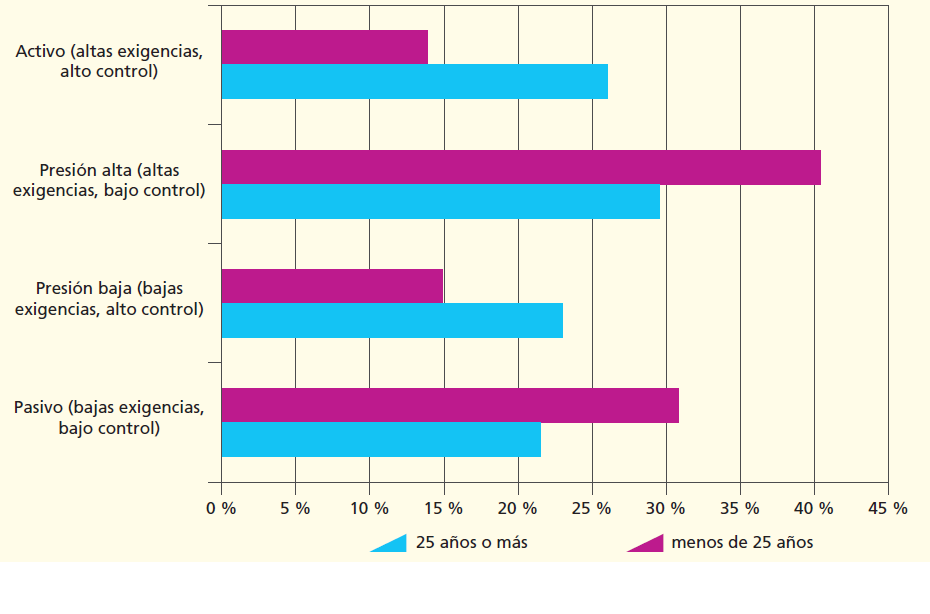 Activo (altas exigencias,
alto control)
Presión alta (altas
exigencias, bajo control)
Presión baja (bajas
exigencias, alto control)
Pasivo (bajas exigencias,
bajo control)
0 % 5 % 10 % 15 % 20 % 25 % 30 % 35 % 40 % 45 %
25 años o más menos de 25 años